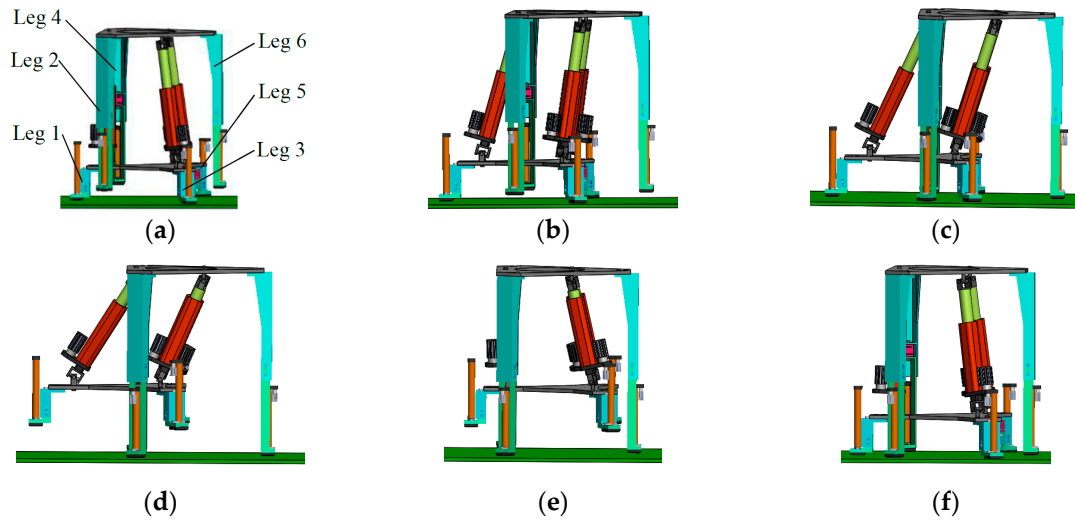 Leg 4
Leg 2
Leg 1
Leg 6
Leg 5
Leg 3
(a)
(b)
(c)
(d)
(e)
(f)